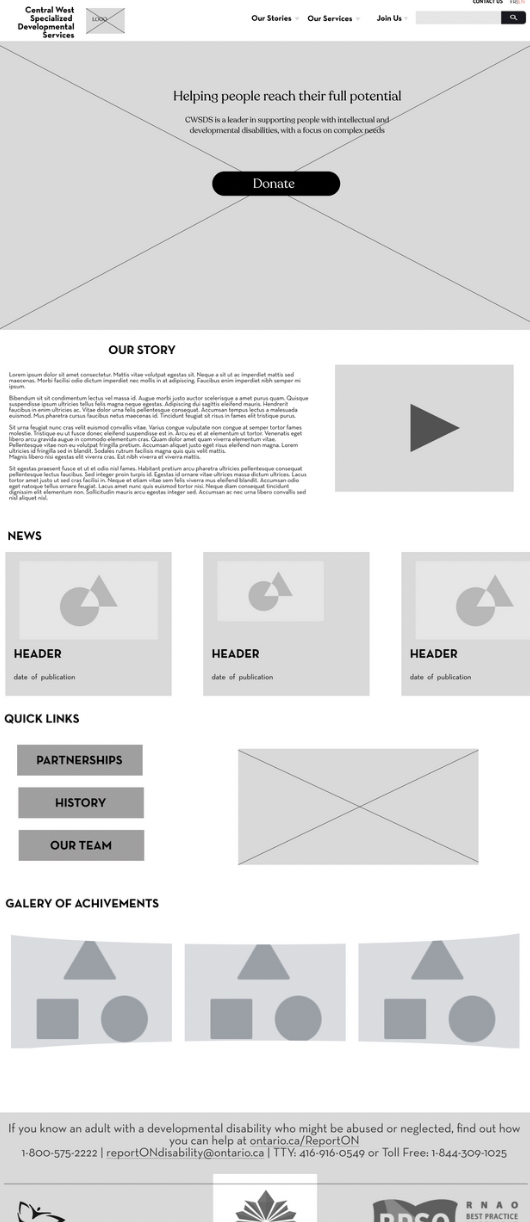 CONTACT US FR EN
Central West
Specialized
Developmental
Services
LOGO
Our Stories
Our Services
Join Us
Helping people reach their full potential
CWSDS is a leader in supporting people with intellectual and
developmental disabilities, with a focus on complex needs
Donate
OUR STORY
Lorem ipsum dolor sit amet consectetur. Mattis vitae volutpat egestas sit. Neque a sit ut ac imperdiet mattis sed
maecenas. Morbi facilisi odio dictum imperdiet nec mollis in at adipiscing. Faucibus enim imperdiet nibh semper mi
ipsum.
Bibendum sit sit condimentum lectus vel massa id. Augue morbi justo auctor scelerisque a amet purus quam. Quisque
suspendisse ipsum ultricies tellus felis magna neque egestas. Adipiscing dui sagittis eleifend mauris. Hendrerit
faucibus in enim ultricies ac. Vitae dolor urna felis pellentesque consequat. Accumsan tempus lectus a malesuada
euismod. Mus pharetra cursus faucibus netus maecenas id. Tincidunt feugiat sit risus in fames elit tristique purus.
Sit urna feugiat nunc cras velit euismod convallis vitae. Varius congue vulputate non congue at semper tortor fames
molestie. Tristique eu ut fusce donec eleifend suspendisse est in dolor in. Arcu eu et at dictum ut tortor. Venenatis eget
libero arcu gravida augue in commodo elementum cras. Quam dolor amet quam viverra elementum vitae.
Pellentesque vitae non eu volutpat aliquam. Feugiat neque cras feugiat risus aliquam pretium quis magna. Lorem
ultricies id fringilla sed in blandit. Sodales rutrum facilisis magna quis quis velit mattis.
Magnis libero nisi egestas elit viverra cras. Est nibh viverra et viverra mattis.
Sit egestas praesent fusce et ut et odio nisl fames. Habitant pretium arcu pharetra ultricies pellentesque consequat
pellentesque lectus faucibus. Sed integer proin turpis id. Egestas id ornare vitae ultrices massa dictum ultrices. Lacus
tortor amet justo ut sed cras facilisi in. Neque et etiam vitae sem felis viverra mus eleifend blandit. Accumsan odio
eget natoque tellus ornare feugiat. Lacus amet nunc quis euismod tortor nisi. Neque diam consequat tincidunt
dignissim elit elementum non. Sollicitudin mauris arcu egestas integer sed. Accumsan ac nec urna libero convallis sed
nisl aliquet nisl.
NEWS
HEADER
date of publication
HEADER
date of publication
HEADER
date of publication
QUICK LINKS
PARTNERSHIPS
HISTORY
OUR TEAM
GALERY OF ACHIVEMENTS
If you know an adult with a developmental disability who might be abused or neglected, find out how
you can help at ontario.ca/ReportON
1-800-575-2222 | reportONdisability@ontario.ca | TTY: 416-916-0549 or Toll Free: 1-844-309-1025
RNAO
BEST PRACTICE
BPSO